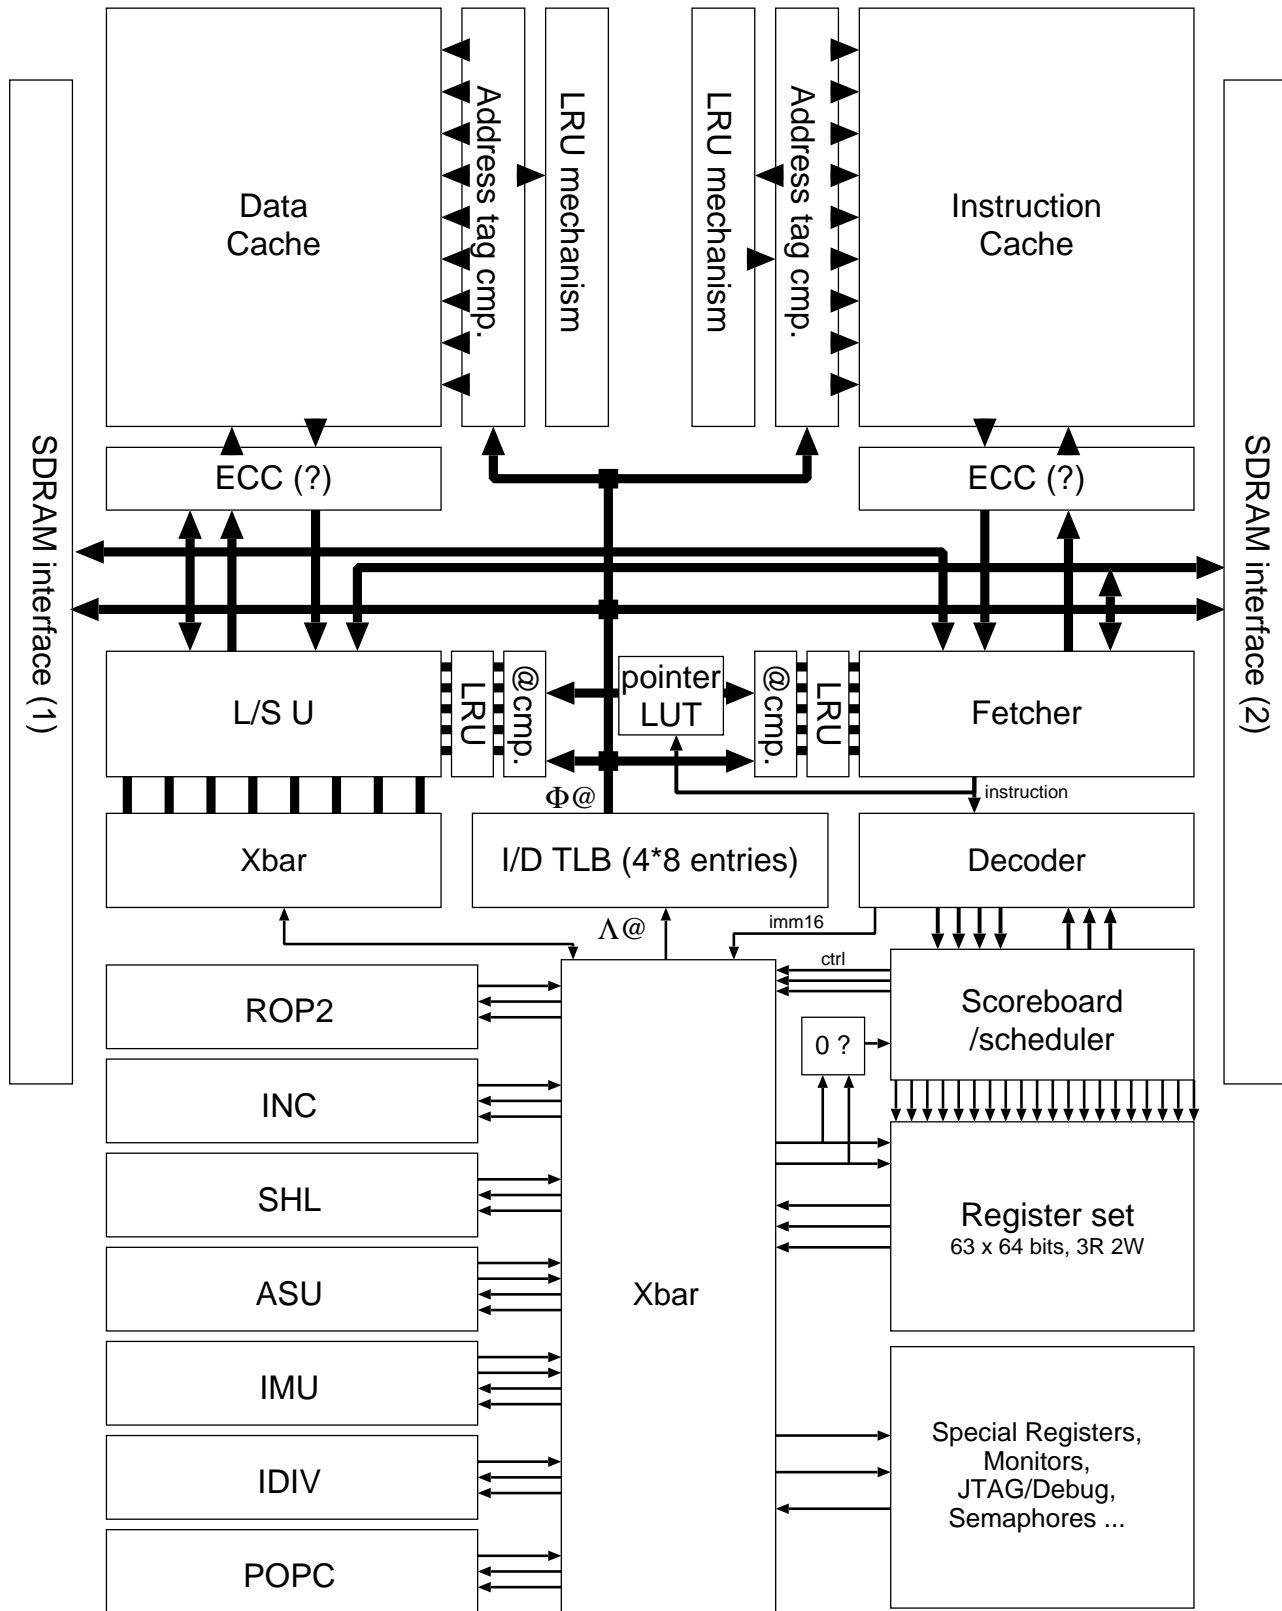 Data
Cache
Address tag cmp.
LRU mechanism
LRU mechanism
Address tag cmp.
Instruction
Cache
SDRAM interface (1)
ECC (?)
ECC (?)
SDRAM interface (2)
L/S U
LRU
@cmp.
pointer
LUT
@cmp.
LRU
Fetcher
Φ@
instruction
Xbar
I/D TLB (4*8 entries)
Decoder
Λ@
imm16
ctrl
ROP2
Scoreboard
/scheduler
0 ?
INC
SHL
Register set
63 x 64 bits, 3R 2W
ASU
Xbar
IMU
Special Registers,
Monitors,
JTAG/Debug,
Semaphores ...
IDIV
POPC